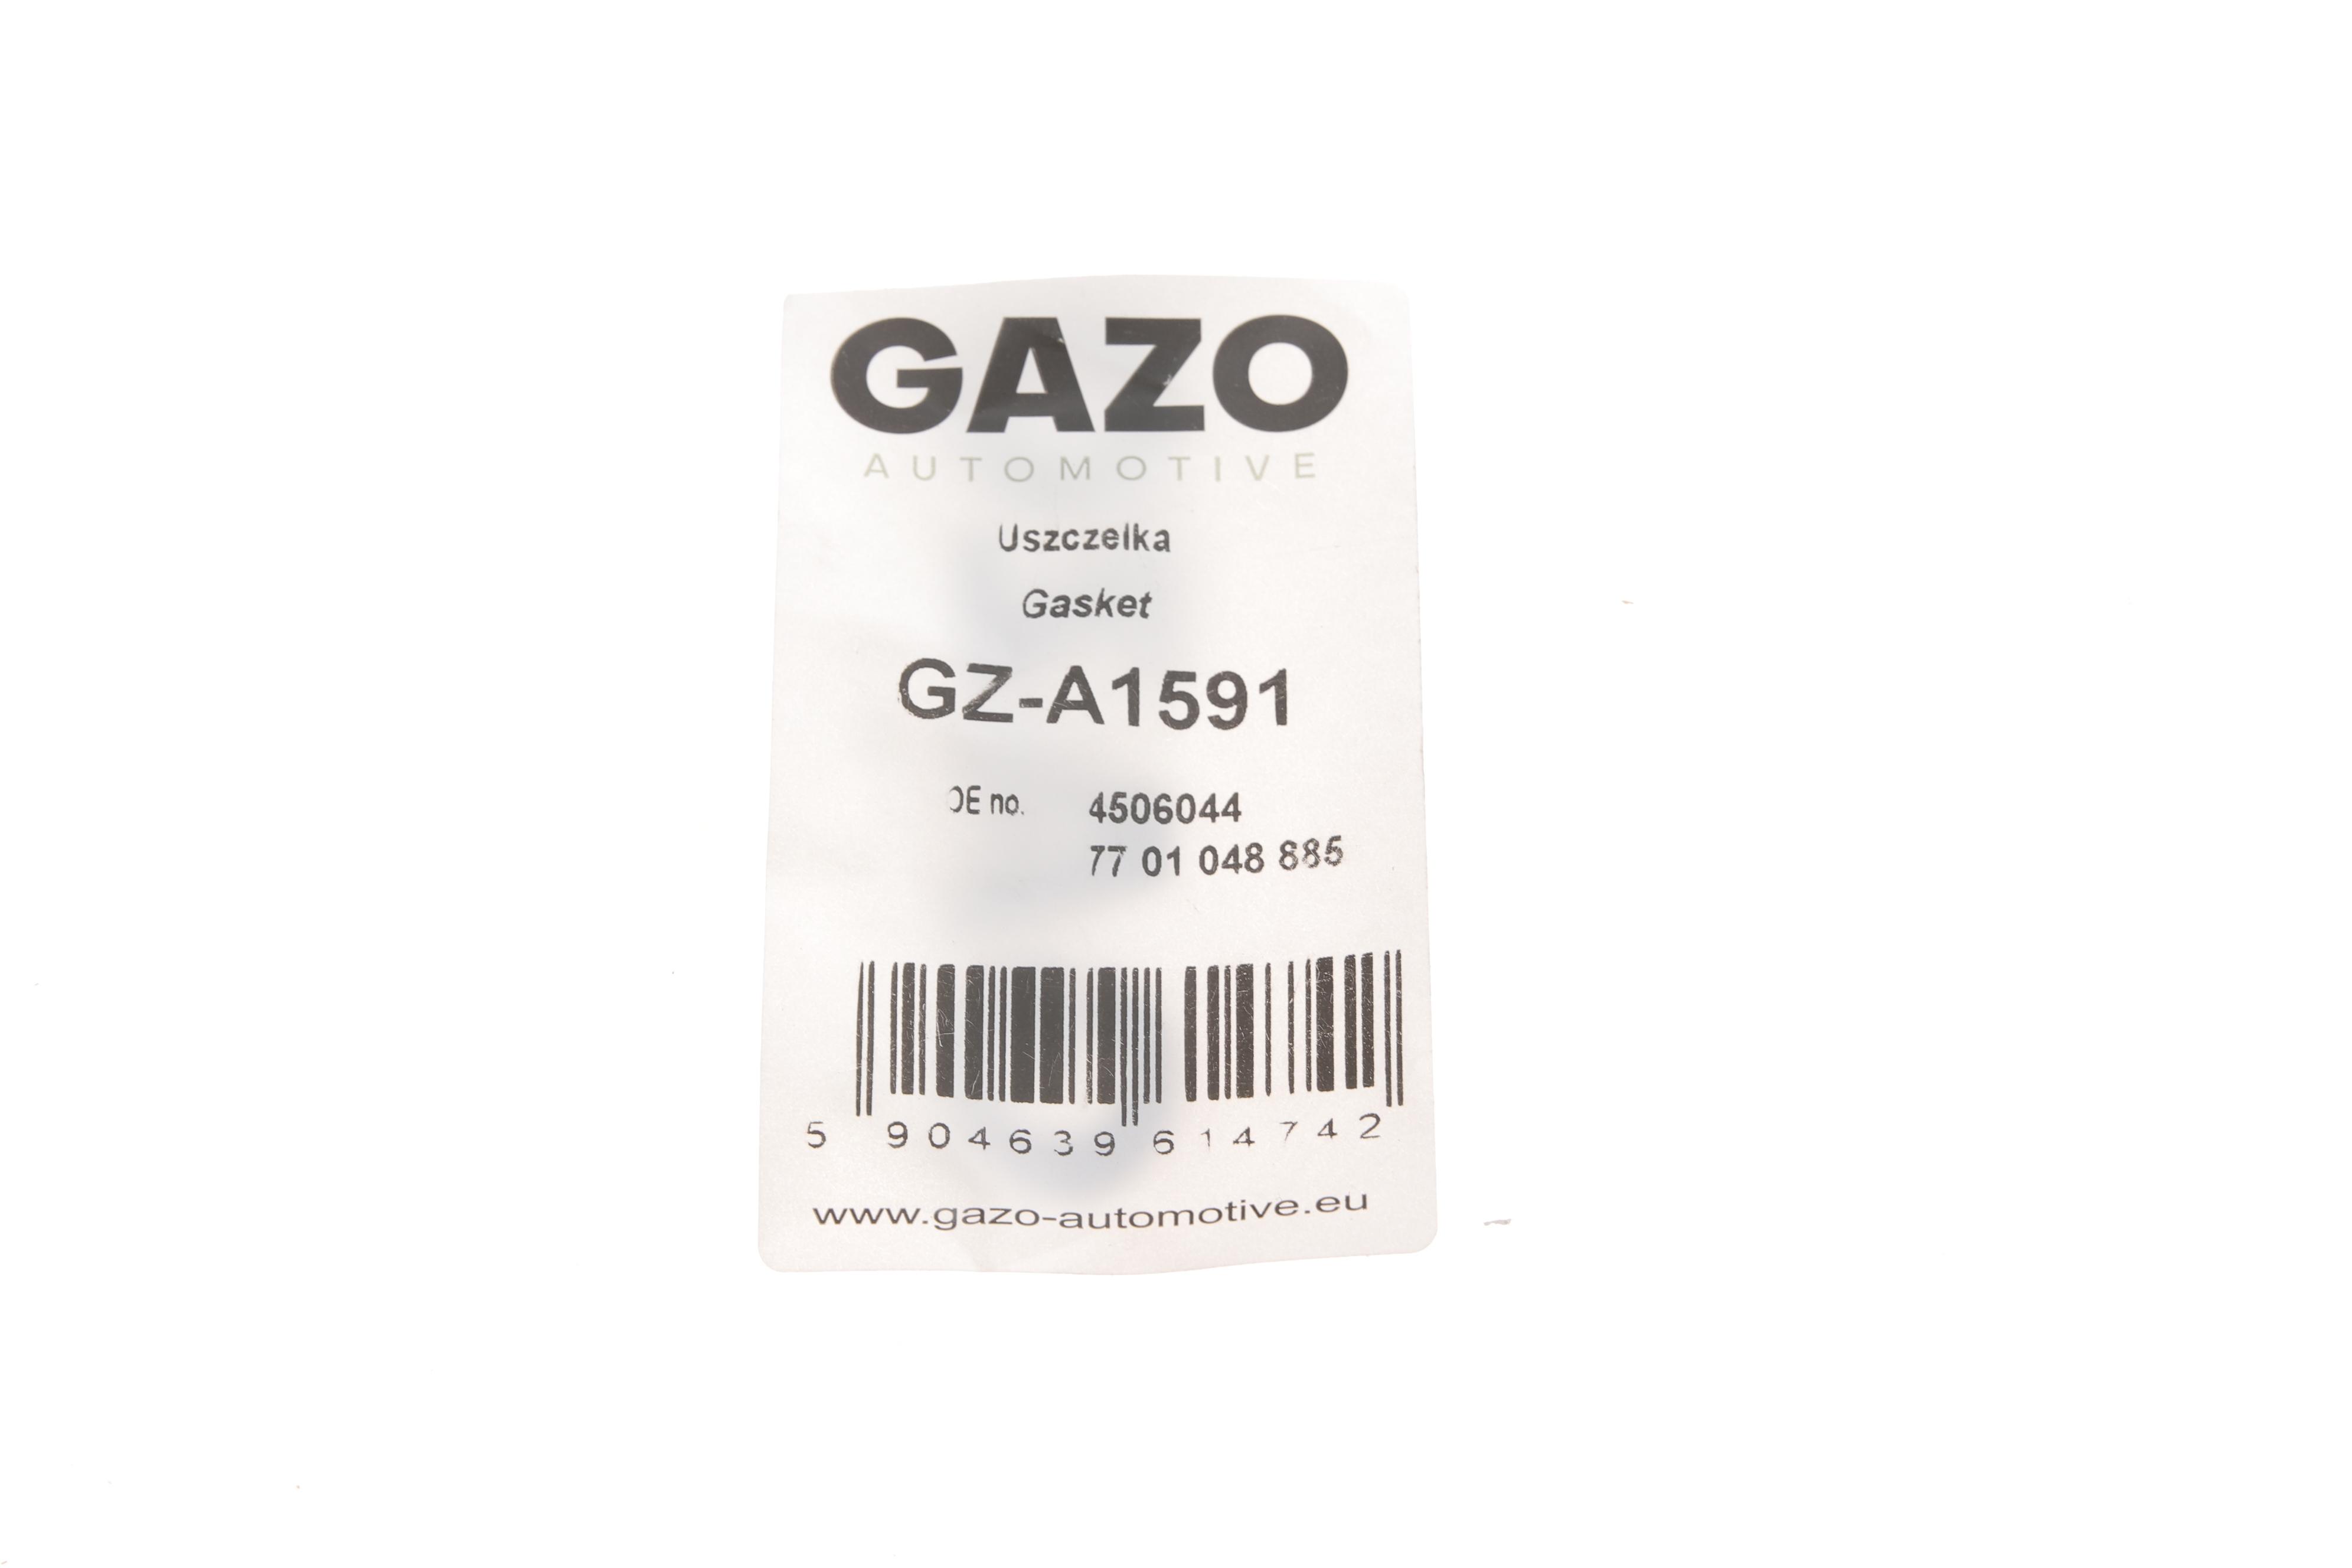 GAZO
AUTOMOTIVE
Uszczelka
Gasket
GZ-A1591
OE no. 4506044
77 01 048 885
5 904639 614742
www.gazo-automotive.eu